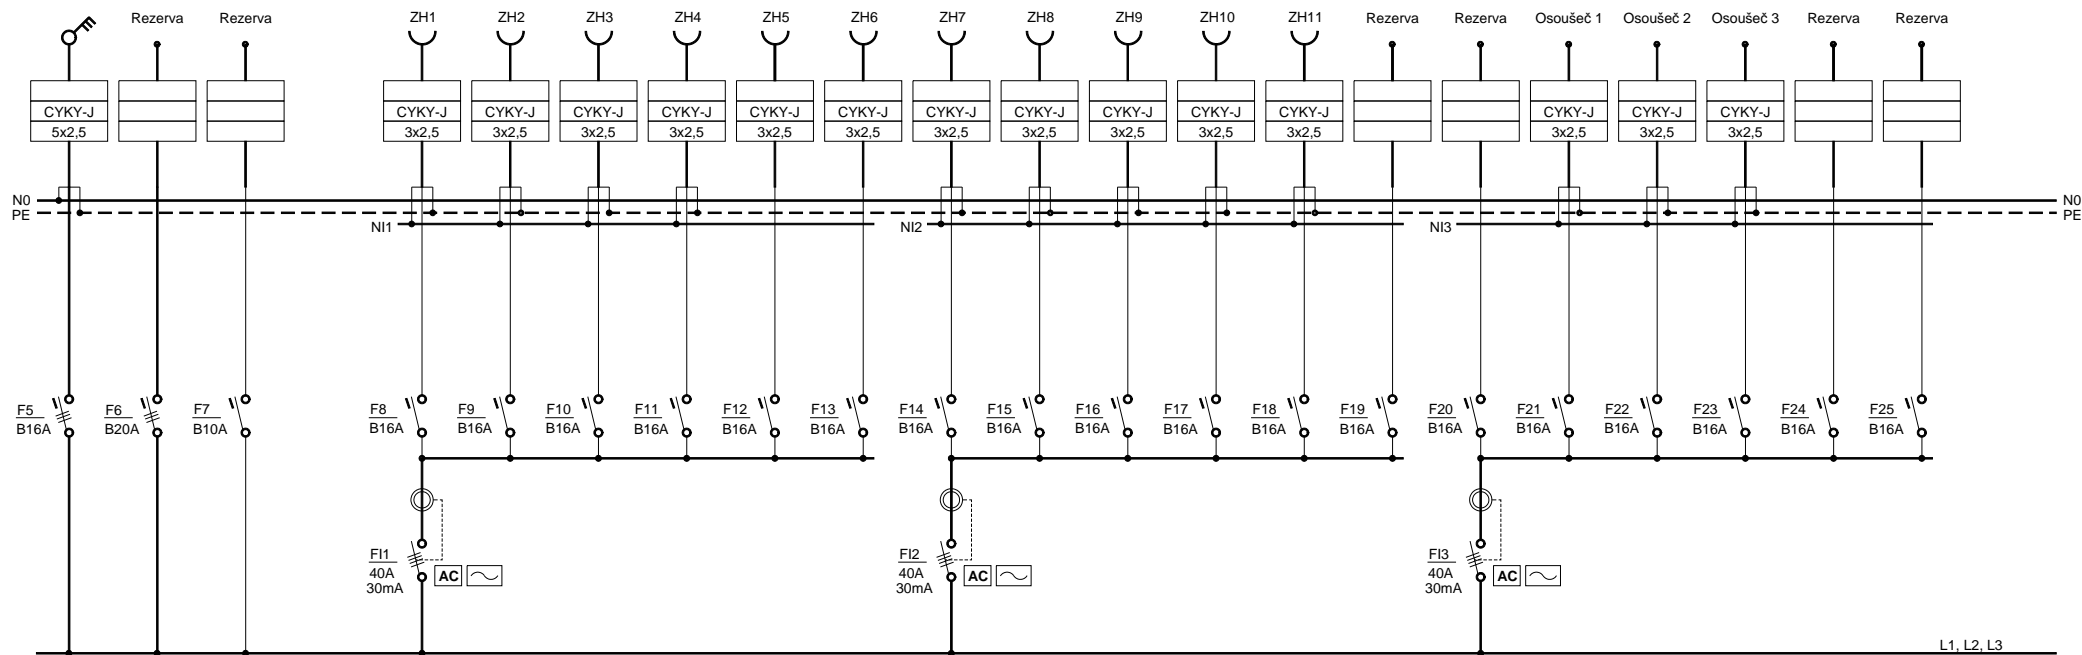 Rezerva Rezerva ZH1 ZH2 ZH3 ZH4 ZH5 ZH6 ZH7 ZH8 ZH9 ZH10 ZH11 Rezerva Rezerva Osoušeč 1 Osoušeč 2 Osoušeč 3 Rezerva Rezerva
CYKY-J CYKY-J CYKY-J CYKY-J CYKY-J CYKY-J CYKY-J CYKY-J CYKY-J CYKY-J CYKY-J CYKY-J CYKY-J CYKY-J CYKY-J
5x2,5 3x2,5 3x2,5 3x2,5 3x2,5 3x2,5 3x2,5 3x2,5 3x2,5 3x2,5 3x2,5 3x2,5 3x2,5 3x2,5 3x2,5
N0 N0
PE PE
NI1 NI2 NI3
F5 F6 F7 F8 F9 F10 F11 F12 F13 F14 F15 F16 F17 F18 F19 F20 F21 F22 F23 F24 F25
B16A B20A B10A B16A B16A B16A B16A B16A B16A B16A B16A B16A B16A B16A B16A B16A B16A B16A B16A B16A B16A
FI1 FI2 FI3
40A AC 40A AC 40A AC
30mA 30mA 30mA
L1, L2, L3